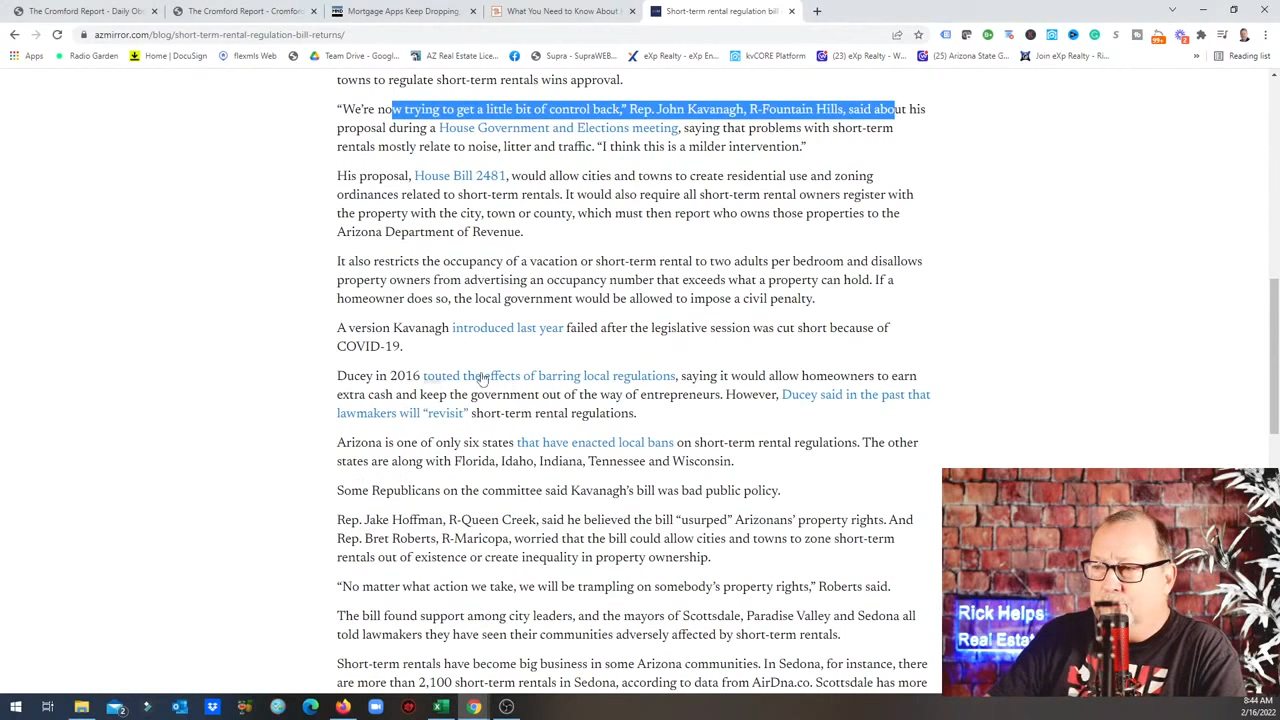 The Cromford Report - Daily Obs
The Cromford Report - Cromford
Mortgage Apps Keep Dropping
What You Need to Know About
Short-term rental regulation bill
azmirror.com/blog/short-term-rental-regulation-bill-returns/
Apps
Radio Garden
Home | DocuSign
flexmls Web
Team Drive - Google...
AZ Real Estate Lice...
Supra - SupraWEB...
eXp Realty - eXp En...
kvCORE Platform
(23) eXp Realty - W...
(25) Arizona State G...
Join eXp Realty - Ri...
»
Reading list
towns to regulate short-term rentals wins approval.
“We’re now trying to get a little bit of control back,” Rep. John Kavanagh, R-Fountain Hills, said about his
proposal during a House Government and Elections meeting, saying that problems with short-term
rentals mostly relate to noise, litter and traffic. “I think this is a milder intervention.”
His proposal, House Bill 2481, would allow cities and towns to create residential use and zoning
ordinances related to short-term rentals. It would also require all short-term rental owners register with
the property with the city, town or county, which must then report who owns those properties to the
Arizona Department of Revenue.
It also restricts the occupancy of a vacation or short-term rental to two adults per bedroom and disallows
property owners from advertising an occupancy number that exceeds what a property can hold. If a
homeowner does so, the local government would be allowed to impose a civil penalty.
A version Kavanagh introduced last year failed after the legislative session was cut short because of
COVID-19.
Ducey in 2016 touted the effects of barring local regulations, saying it would allow homeowners to earn
extra cash and keep the government out of the way of entrepreneurs. However, Ducey said in the past that
lawmakers will “revisit” short-term rental regulations.
Arizona is one of only six states that have enacted local bans on short-term rental regulations. The other
states are along with Florida, Idaho, Indiana, Tennessee and Wisconsin.
Some Republicans on the committee said Kavanagh’s bill was bad public policy.
Rep. Jake Hoffman, R-Queen Creek, said he believed the bill “usurped” Arizonans’ property rights. And
Rep. Bret Roberts, R-Maricopa, worried that the bill could allow cities and towns to zone short-term
rentals out of existence or create inequality in property ownership.
“No matter what action we take, we will be trampling on somebody’s property rights,” Roberts said.
The bill found support among city leaders, and the mayors of Scottsdale, Paradise Valley and Sedona all
told lawmakers they have seen their communities adversely affected by short-term rentals.
Short-term rentals have become big business in some Arizona communities. In Sedona, for instance, there
are more than 2,100 short-term rentals in Sedona, according to data from AirDna.co. Scottsdale has more
Rick Helps
Real Estate
8:44 AM
2/16/2022